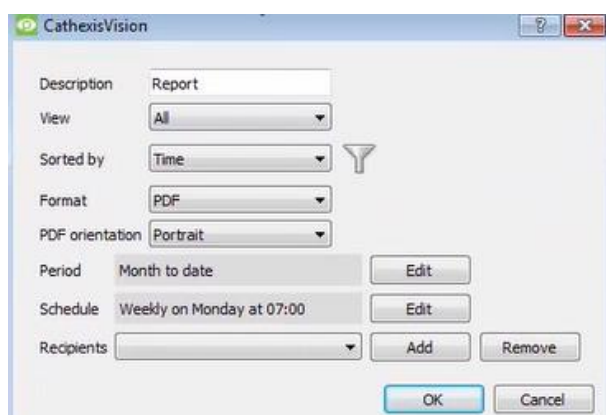 CathexisVision
Description Report
View All
Sorted by Time
Format PDF
PDF orientation Portrait
Period Month to date Edit
Schedule Weekly on Monday at 07:00 Edit
Recipients Add Remove
OK Cancel